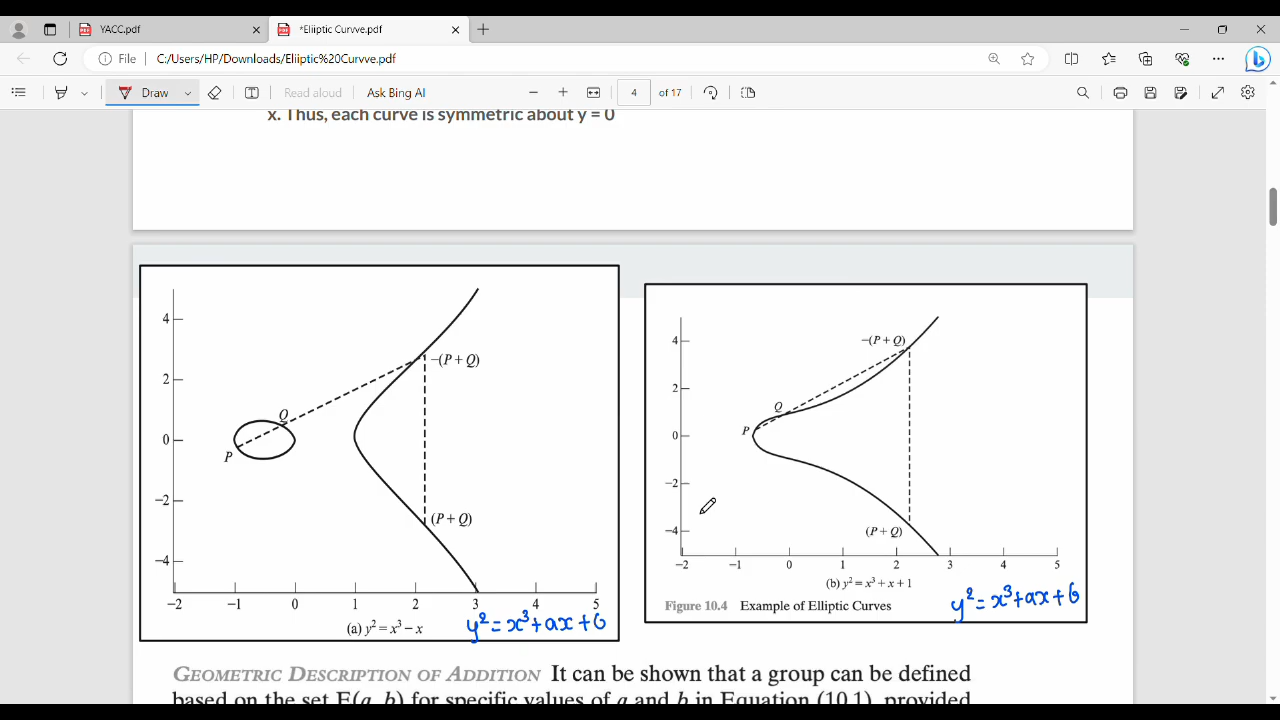 YACC.pdf
*Eliiptic Curvve.pdf
File
C:/Users/HP/Downloads/Eliiptic%20Curvve.pdf
Draw
Read aloud
Ask Bing AI
4
of 17
x. Thus, each curve is symmetric about y = 0
4
2
0
−2
−4
−2
−1
0
1
2
3
4
5
P
Q
−(P + Q)
(P + Q)
(a) y² = x³ − x
y² = x³ + ax + b
4
2
0
−2
−4
−2
−1
0
1
2
3
4
5
P
Q
−(P + Q)
(P + Q)
(b) y² = x³ + x + 1
Figure 10.4 Example of Elliptic Curves
y² = x³ + ax + b
GEOMETRIC DESCRIPTION OF ADDITION It can be shown that a group can be defined
based on the set E(a, b) for specific values of a and b in Equation (10.1), provided